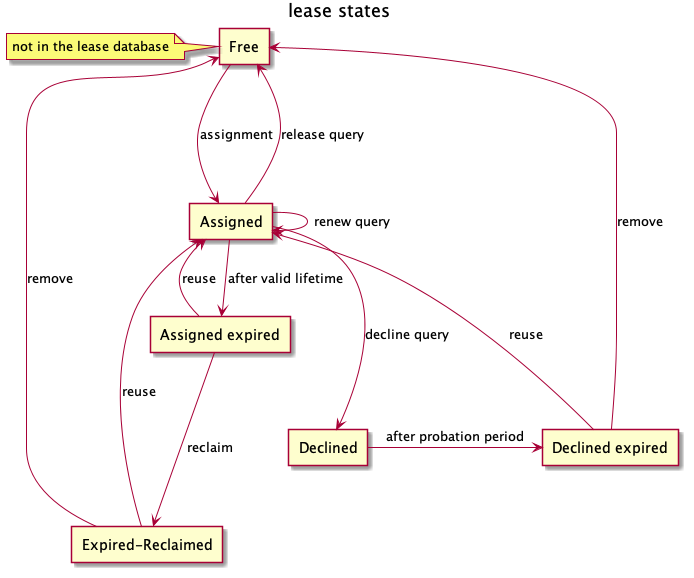 lease states
not in the lease database
Free
assignment
release query
Assigned
renew query
remove
remove
reuse
after valid lifetime
Assigned expired
decline query
reuse
reuse
after probation period
reclaim
Declined
Declined expired
Expired-Reclaimed